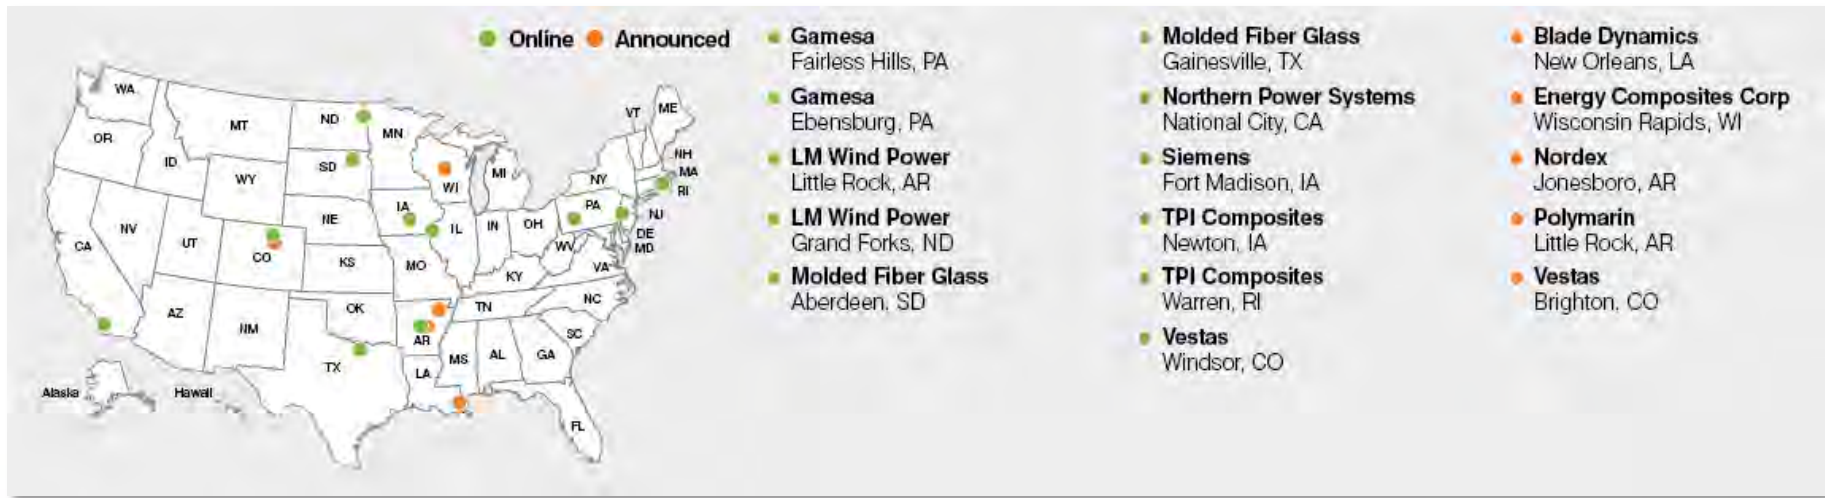 Online Announced
WA
OR
CA
ID
NV
MT
WY
UT
AZ
CO
NM
ND
SD
NE
KS
OK
TX
MN
IA
MO
AR
LA
WI
IL
MI
IN
OH
KY
TN
MS
AL
GA
FL
SC
NC
VA
WV
PA
NY
VT
ME
NH
MA
RI
NJ
DE
MD
Alaska
Hawaii
Gamesa
Fairless Hills, PA
Gamesa
Ebensburg, PA
LM Wind Power
Little Rock, AR
LM Wind Power
Grand Forks, ND
Molded Fiber Glass
Aberdeen, SD
Molded Fiber Glass
Gainesville, TX
Northern Power Systems
National City, CA
Siemens
Fort Madison, IA
TPI Composites
Newton, IA
TPI Composites
Warren, RI
Vestas
Windsor, CO
Blade Dynamics
New Orleans, LA
Energy Composites Corp
Wisconsin Rapids, WI
Nordex
Jonesboro, AR
Polymarin
Little Rock, AR
Vestas
Brighton, CO